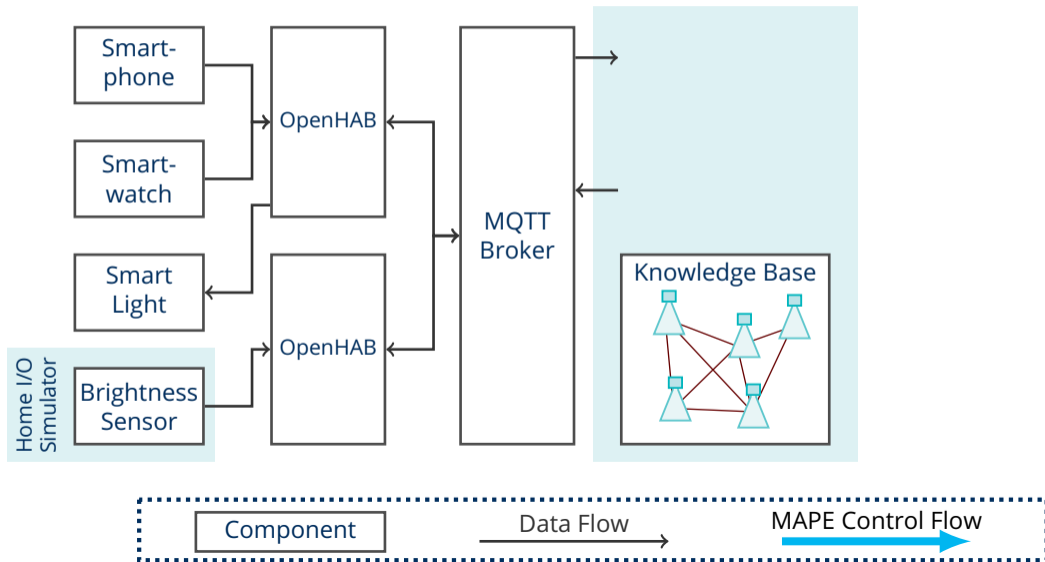 Smart-
phone
Smart-
watch
Smart
Light
Home I/O
Simulator
Brightness
Sensor
OpenHAB
OpenHAB
MQTT
Broker
Knowledge Base
Component
Data Flow
MAPE Control Flow